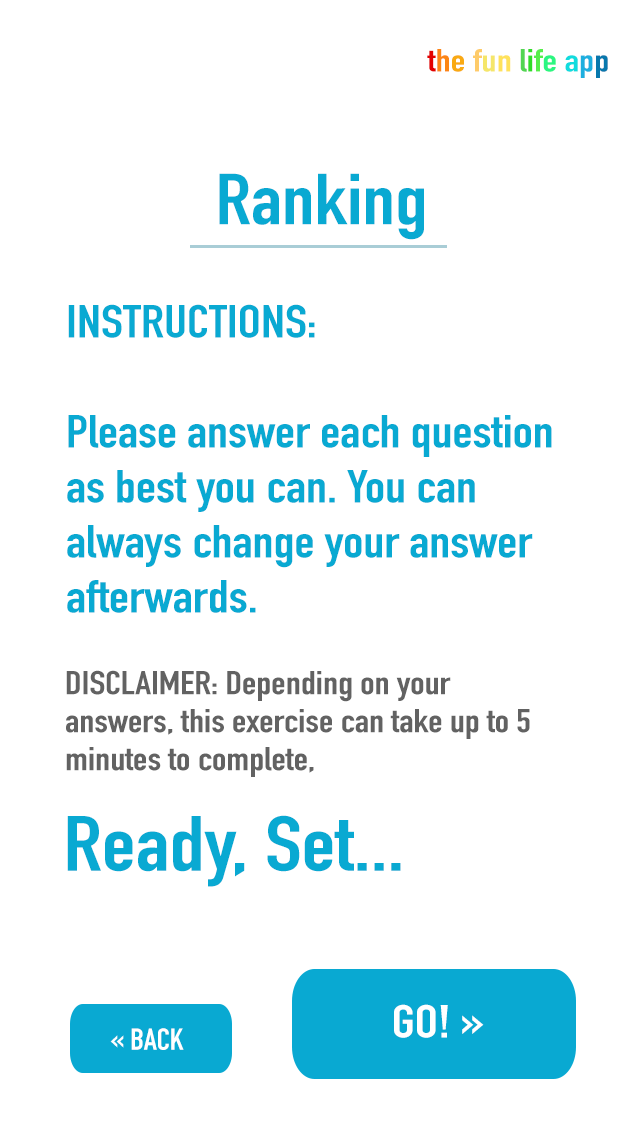 the fun life app
Ranking
INSTRUCTIONS:
Please answer each question
as best you can. You can
always change your answer
afterwards.
DISCLAIMER: Depending on your
answers, this exercise can take up to 5
minutes to complete,
Ready, Set...
« BACK
GO! »